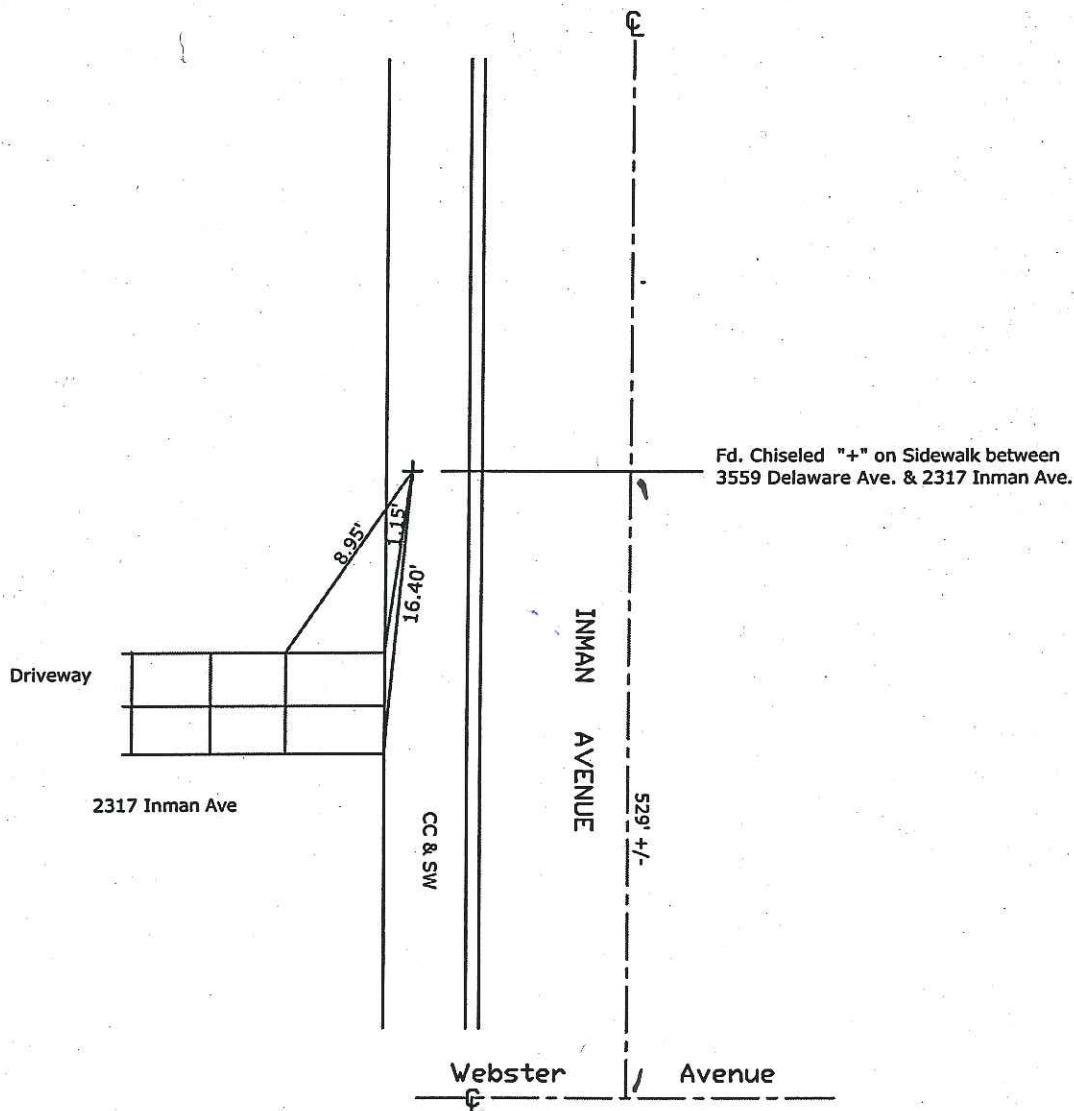 ℄
Fd. Chiseled "+" on Sidewalk between
3559 Delaware Ave. & 2317 Inman Ave.
8.95'
1.15'
16.40'
INMAN AVENUE
Driveway
2317 Inman Ave
529' +/-
CC & SW
Webster Avenue
℄